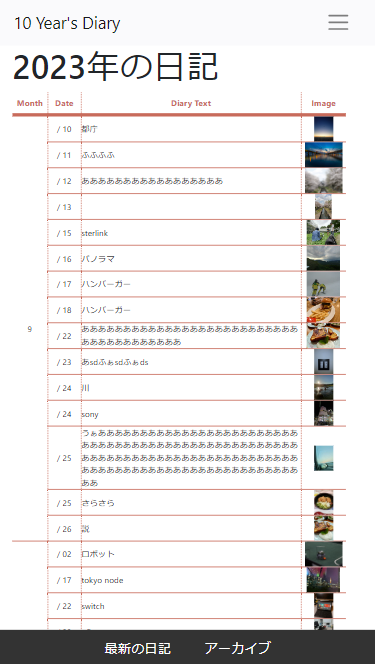 10 Year's Diary
2023年の日記
Month Date Diary Text Image
/ 10 都庁
/ 11 ふふふふ
/ 12 あああああああああああああああああ
/ 13
/ 15 sterlink
/ 16 パノラマ
/ 17 ハンバーガー
/ 18 ハンバーガー
9
/ 22 ああああああああああああああああああああああああああ
ああああああああああああ
/ 23 あsdふぁsdふぁds
/ 24 川
/ 24 sony
/ 25 うぁああああああああああああああああああああああああ
ああああああああああああああああああああああああああ
ああああああああああああああああああああああああああ
ああああああああああああああああああああああああああ
ああ
/ 25 さらさら
/ 26 説
/ 02 ロボット
/ 17 tokyo node
/ 22 switch
最新の日記 アーカイブ